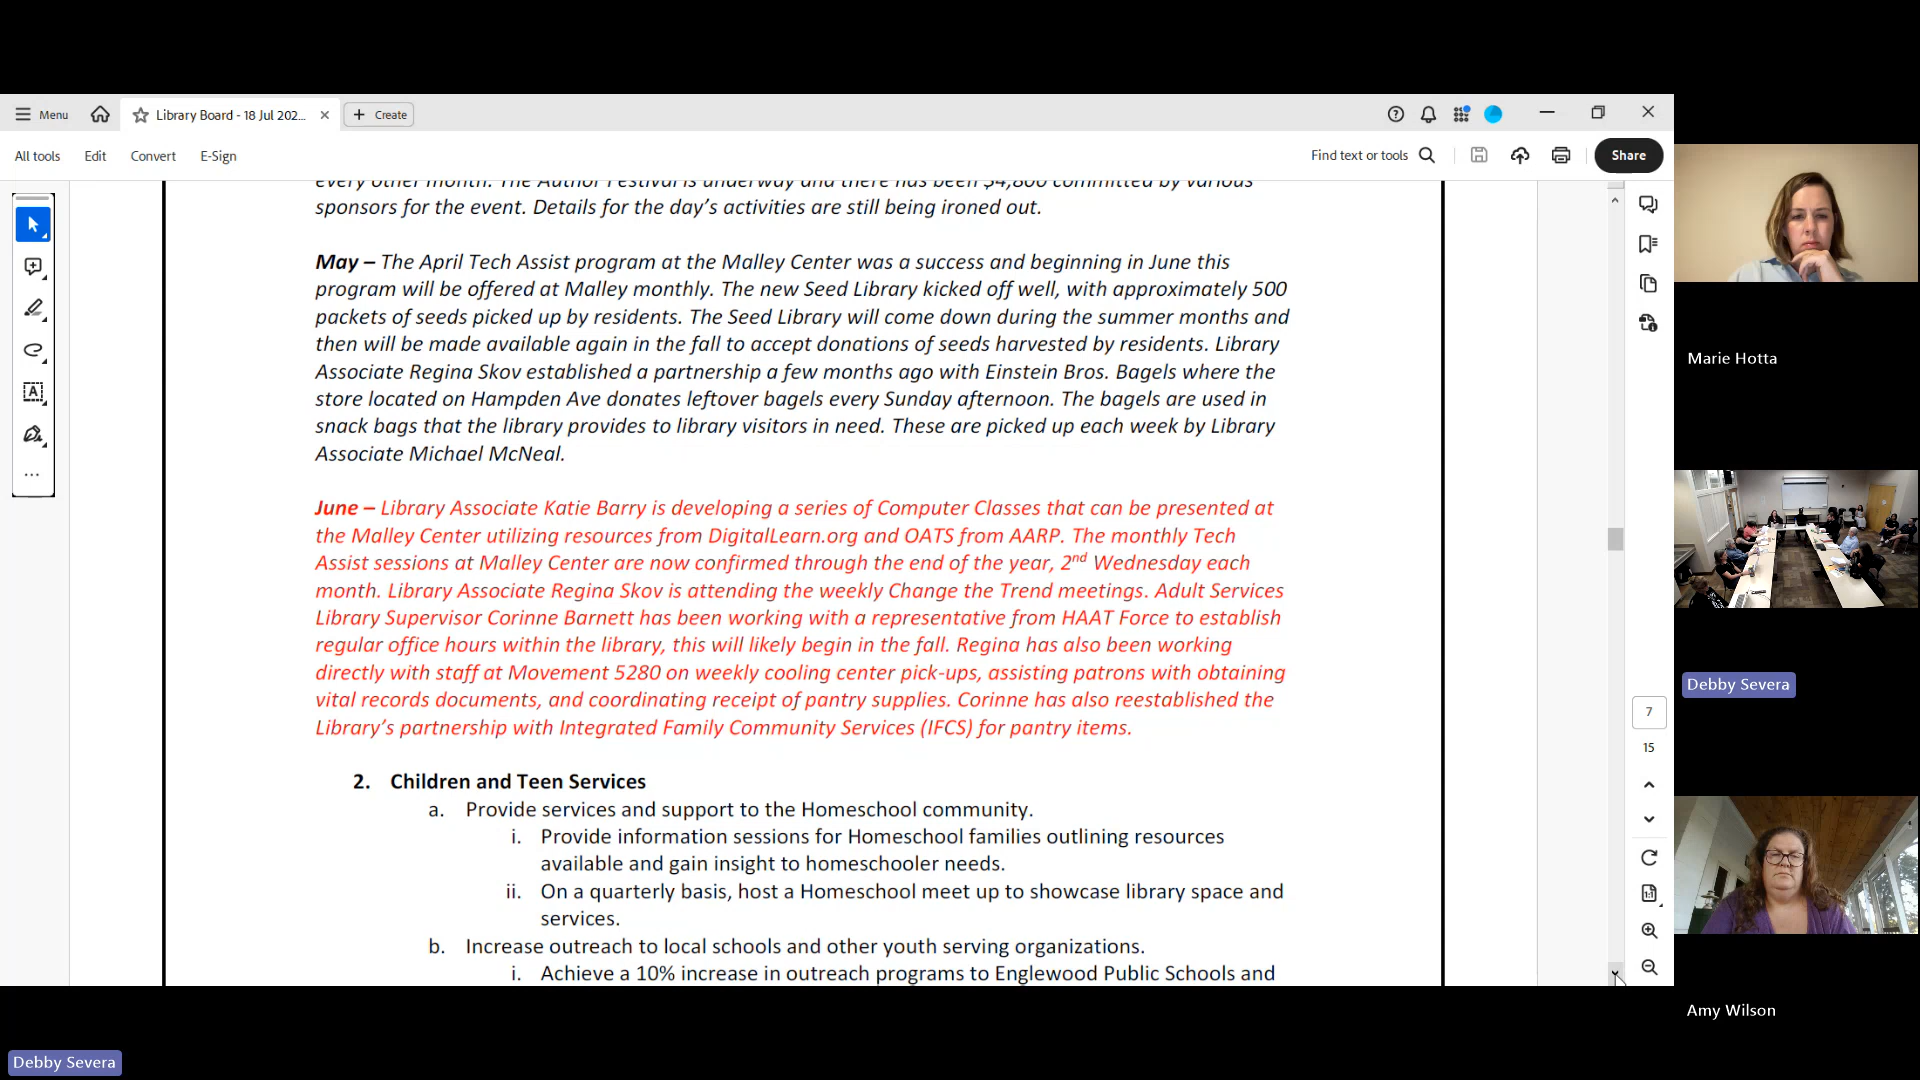 Menu
Library Board - 18 Jul 202...
Create
All tools
Edit
Convert
E-Sign
Find text or tools
Share
every other month. The Author Festival is underway and there has been $4,800 committed by various
sponsors for the event. Details for the day’s activities are still being ironed out.
May – The April Tech Assist program at the Malley Center was a success and beginning in June this
program will be offered at Malley monthly. The new Seed Library kicked off well, with approximately 500
packets of seeds picked up by residents. The Seed Library will come down during the summer months and
then will be made available again in the fall to accept donations of seeds harvested by residents. Library
Associate Regina Skov established a partnership a few months ago with Einstein Bros. Bagels where the
store located on Hampden Ave donates leftover bagels every Sunday afternoon. The bagels are used in
snack bags that the library provides to library visitors in need. These are picked up each week by Library
Associate Michael McNeal.
June – Library Associate Katie Barry is developing a series of Computer Classes that can be presented at
the Malley Center utilizing resources from DigitalLearn.org and OATS from AARP. The monthly Tech
Assist sessions at Malley Center are now confirmed through the end of the year, 2nd Wednesday each
month. Library Associate Regina Skov is attending the weekly Change the Trend meetings. Adult Services
Library Supervisor Corinne Barnett has been working with a representative from HAAT Force to establish
regular office hours within the library, this will likely begin in the fall. Regina has also been working
directly with staff at Movement 5280 on weekly cooling center pick-ups, assisting patrons with obtaining
vital records documents, and coordinating receipt of pantry supplies. Corinne has also reestablished the
Library’s partnership with Integrated Family Community Services (IFCS) for pantry items.
2. Children and Teen Services
a. Provide services and support to the Homeschool community.
i. Provide information sessions for Homeschool families outlining resources
available and gain insight to homeschooler needs.
ii. On a quarterly basis, host a Homeschool meet up to showcase library space and
services.
b. Increase outreach to local schools and other youth serving organizations.
i. Achieve a 10% increase in outreach programs to Englewood Public Schools and
7
15
Marie Hotta
Debby Severa
Amy Wilson
Debby Severa